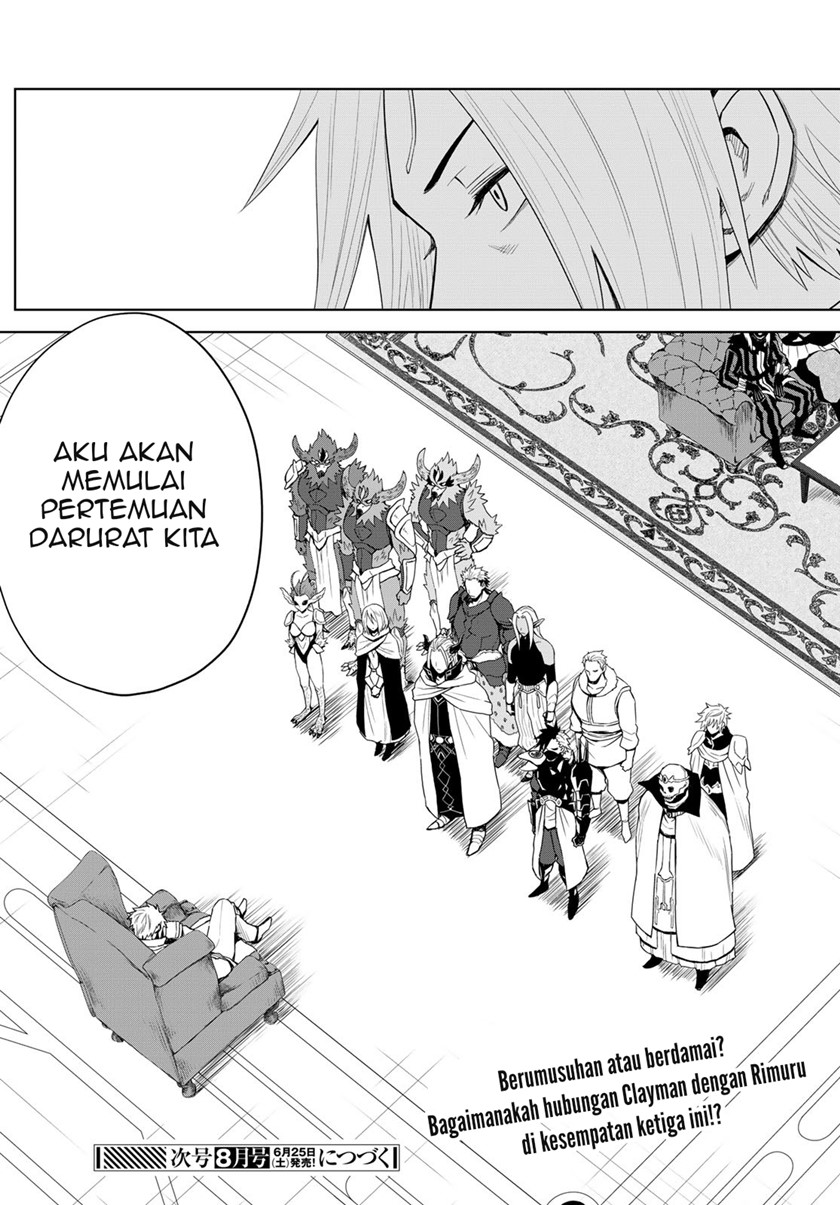 AKU AKAN
MEMULAI
PERTEMUAN
DARURAT KITA
Berumusuhan atau berdamai?
Bagaimanakah hubungan Clayman dengan Rimuru
di kesempatan ketiga ini!?
次号8月号6月25日(土)発売!につづく